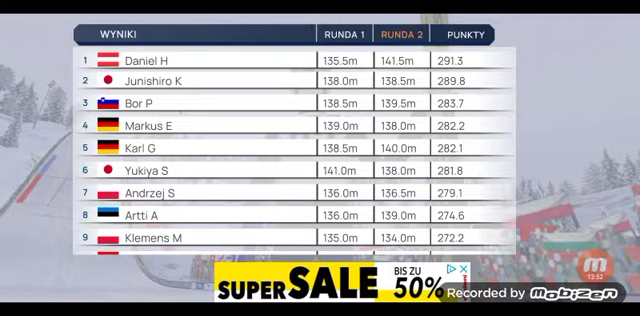 WYNIKI RUNDA 1 RUNDA 2 PUNKTY
1 Daniel H 135.5m 141.5m 291.3
2 Junishiro K 138.0m 138.5m 289.8
3 Bor P 138.5m 139.5m 283.7
4 Markus E 139.0m 138.0m 282.2
5 Karl G 138.5m 140.0m 282.1
6 Yukiya S 141.0m 138.0m 281.8
7 Andrzej S 136.0m 136.5m 279.1
8 Artti A 136.0m 139.0m 274.6
9 Klemens M 135.0m 134.0m 272.2
SUPER SALE BIS ZU 50%
12:52
Recorded by Mobizen